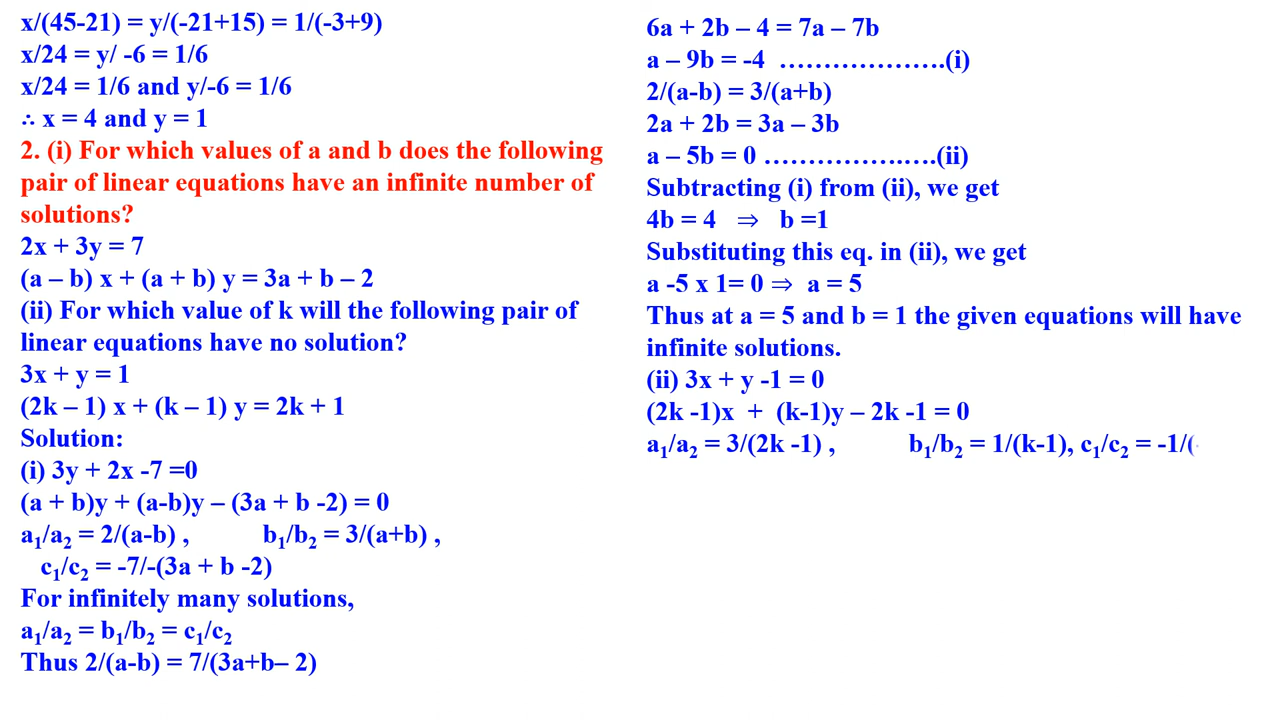 x/(45-21) = y/(-21+15) = 1/(-3+9)
x/24 = y/ -6 = 1/6
x/24 = 1/6 and y/-6 = 1/6
∴ x = 4 and y = 1
2. (i) For which values of a and b does the following
pair of linear equations have an infinite number of
solutions?
2x + 3y = 7
(a – b) x + (a + b) y = 3a + b – 2
(ii) For which value of k will the following pair of
linear equations have no solution?
3x + y = 1
(2k – 1) x + (k – 1) y = 2k + 1
Solution:
(i) 3y + 2x -7 =0
(a + b)y + (a-b)y – (3a + b -2) = 0
a₁/a₂ = 2/(a-b) , b₁/b₂ = 3/(a+b) ,
c₁/c₂ = -7/-(3a + b -2)
For infinitely many solutions,
a₁/a₂ = b₁/b₂ = c₁/c₂
Thus 2/(a-b) = 7/(3a+b– 2)
6a + 2b – 4 = 7a – 7b
a – 9b = -4 ……………….(i)
2/(a-b) = 3/(a+b)
2a + 2b = 3a – 3b
a – 5b = 0 …………….….(ii)
Subtracting (i) from (ii), we get
4b = 4 ⇒ b =1
Substituting this eq. in (ii), we get
a -5 x 1= 0 ⇒ a = 5
Thus at a = 5 and b = 1 the given equations will have
infinite solutions.
(ii) 3x + y -1 = 0
(2k -1)x + (k-1)y – 2k -1 = 0
a₁/a₂ = 3/(2k -1) , b₁/b₂ = 1/(k-1), c₁/c₂ = -1/(